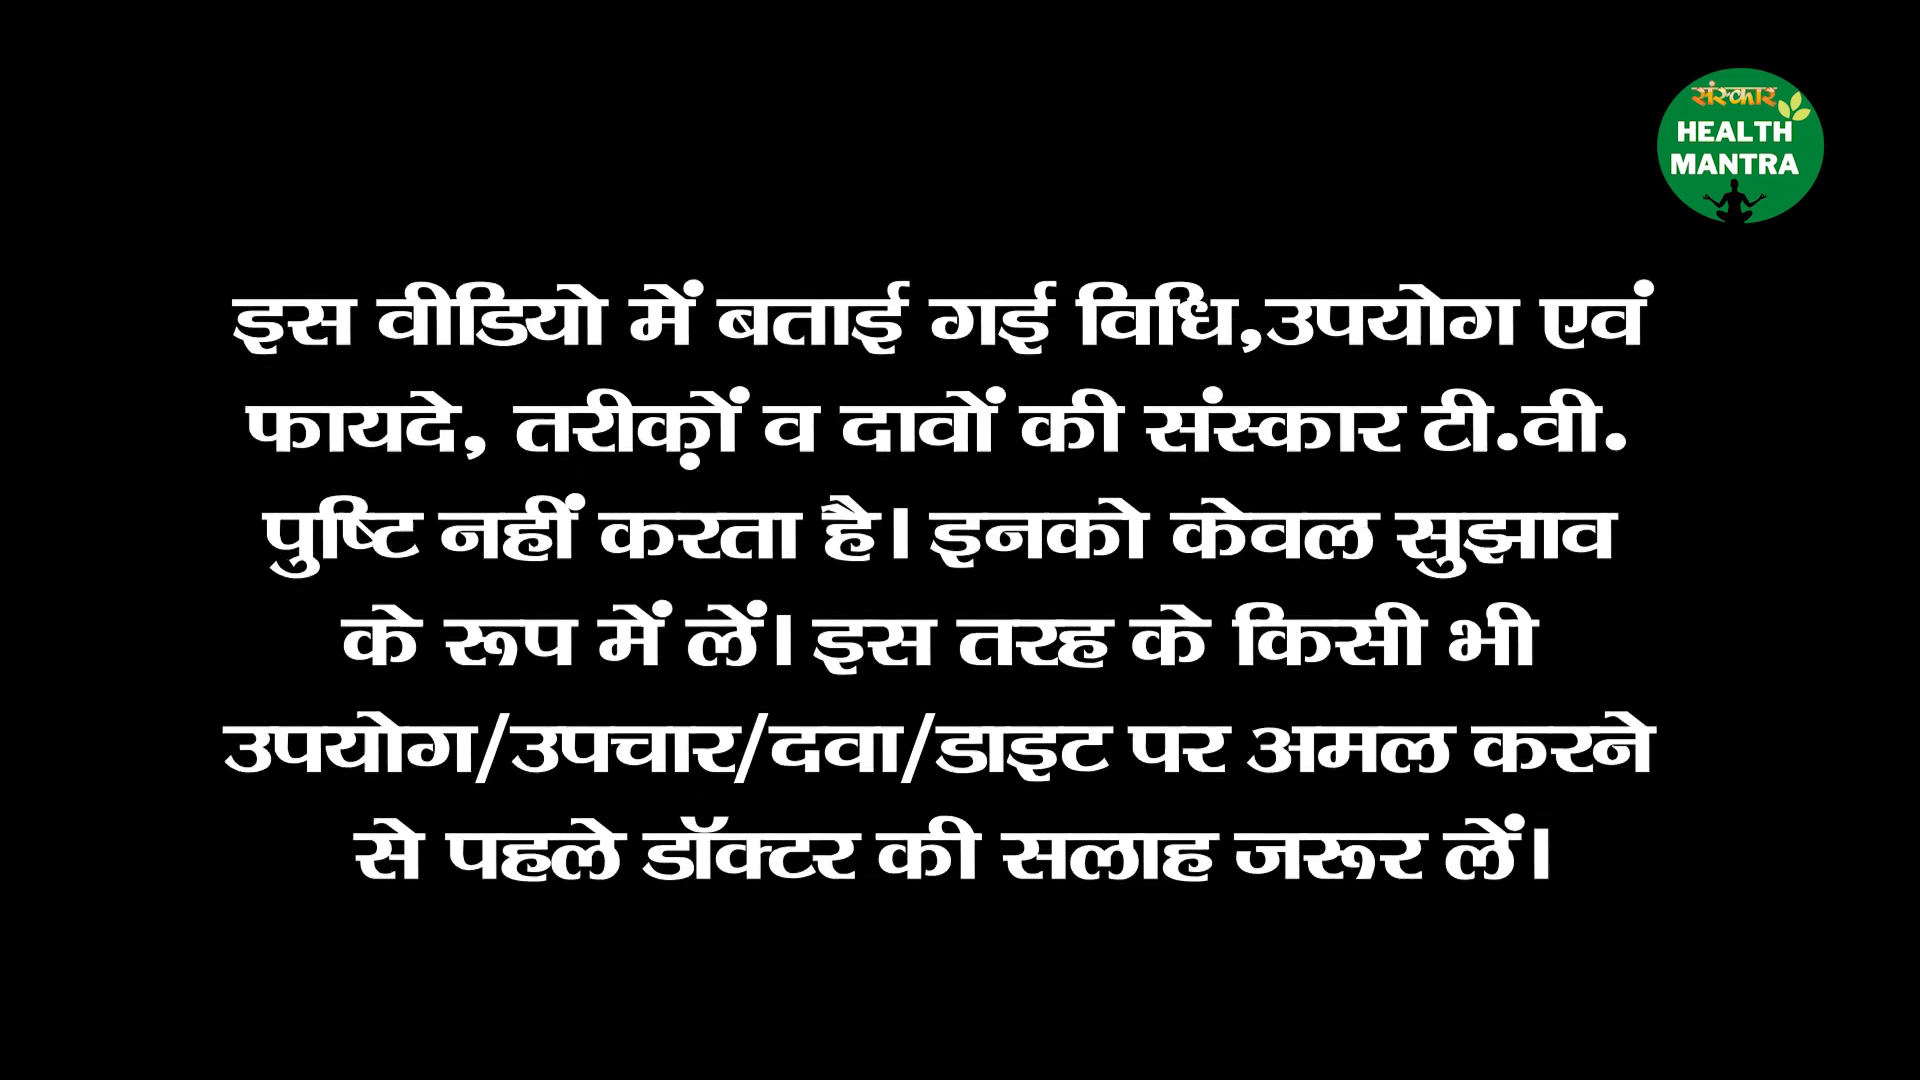 संस्कार
HEALTH
MANTRA
इस वीडियो में बताई गई विधि,उपयोग एवं
फायदे, तरीक़ों व दावों की संस्कार टी.वी.
पुष्टि नहीं करता है। इनको केवल सुझाव
के रूप में लें। इस तरह के किसी भी
उपयोग/उपचार/दवा/डाइट पर अमल करने
से पहले डॉक्टर की सलाह जरूर लें।